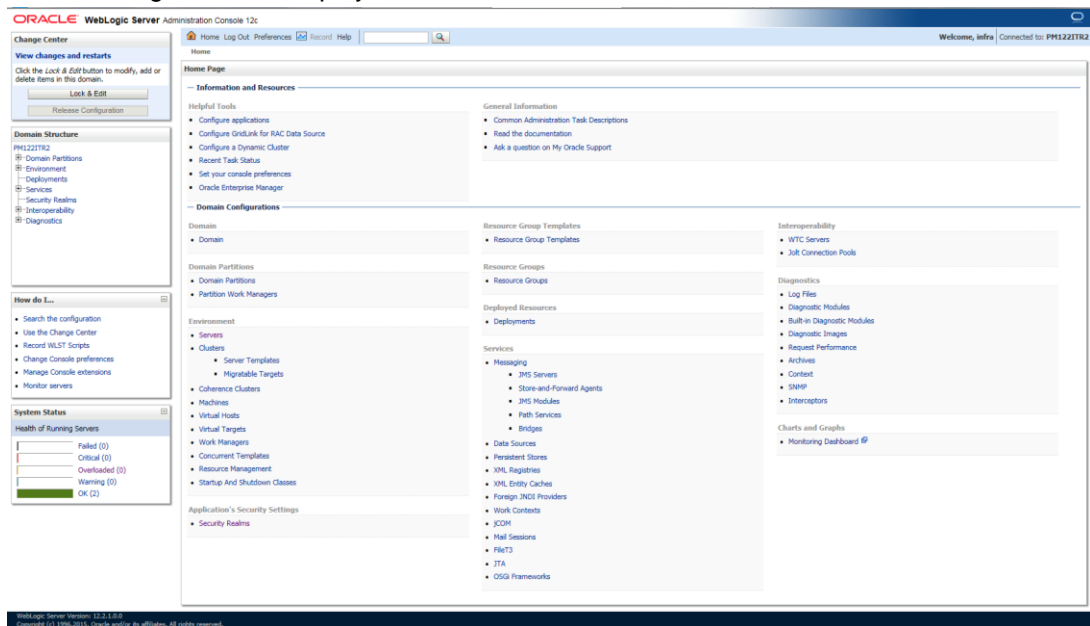 ORACLE WebLogic Server Administration Console 12c
Change Center
View changes and restarts
Click the Lock & Edit button to modify, add or
delete items in this domain.
Lock & Edit
Release Configuration
Domain Structure
PM122ITR2
Domain Partitions
Environment
Deployments
Services
Security Realms
Interoperability
Diagnostics
How do I...
Search the configuration
Use the Change Center
Record WLST Scripts
Change Console preferences
Manage Console extensions
Monitor servers
System Status
Health of Running Servers
Failed (0)
Critical (0)
Overloaded (0)
Warning (0)
OK (2)
Home Log Out Preferences Record Help
Welcome, infra Connected to: PM122ITR2
Home
Home Page
Information and Resources
Helpful Tools
Configure applications
Configure GridLink for RAC Data Source
Configure a Dynamic Cluster
Recent Task Status
Set your console preferences
Oracle Enterprise Manager
General Information
Common Administration Task Descriptions
Read the documentation
Ask a question on My Oracle Support
Domain Configurations
Domain
Domain
Domain Partitions
Domain Partitions
Partition Work Managers
Environment
Servers
Clusters
Server Templates
Migratable Targets
Coherence Clusters
Machines
Virtual Hosts
Virtual Targets
Work Managers
Concurrent Templates
Resource Management
Startup And Shutdown Classes
Application's Security Settings
Security Realms
Resource Group Templates
Resource Group Templates
Resource Groups
Resource Groups
Deployed Resources
Deployments
Services
Messaging
JMS Servers
Store-and-Forward Agents
JMS Modules
Path Services
Bridges
Data Sources
Persistent Stores
XML Registries
XML Entity Caches
Foreign JNDI Providers
Work Contexts
jCOM
Mail Sessions
FileT3
JTA
OSGi Frameworks
Interoperability
WTC Servers
Jolt Connection Pools
Diagnostics
Log Files
Diagnostic Modules
Built-in Diagnostic Modules
Diagnostic Images
Request Performance
Archives
Context
SNMP
Interceptors
Charts and Graphs
Monitoring Dashboard
WebLogic Server Version: 12.2.1.0.0
Copyright (c) 1996,2015, Oracle and/or its affiliates. All rights reserved.